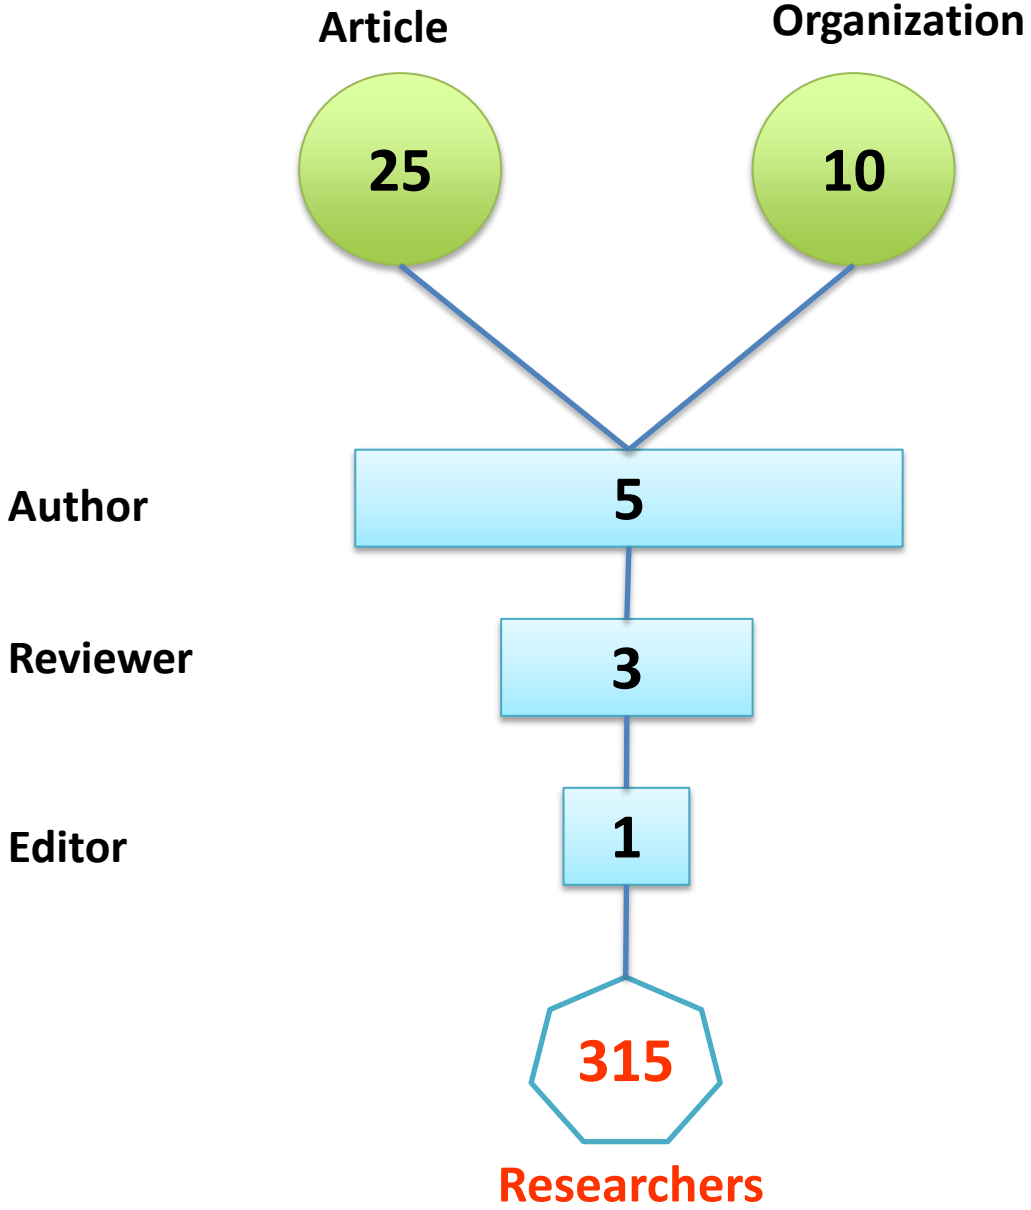 Article
Organization
25
10
Author
5
Reviewer
3
Editor
1
315
Researchers